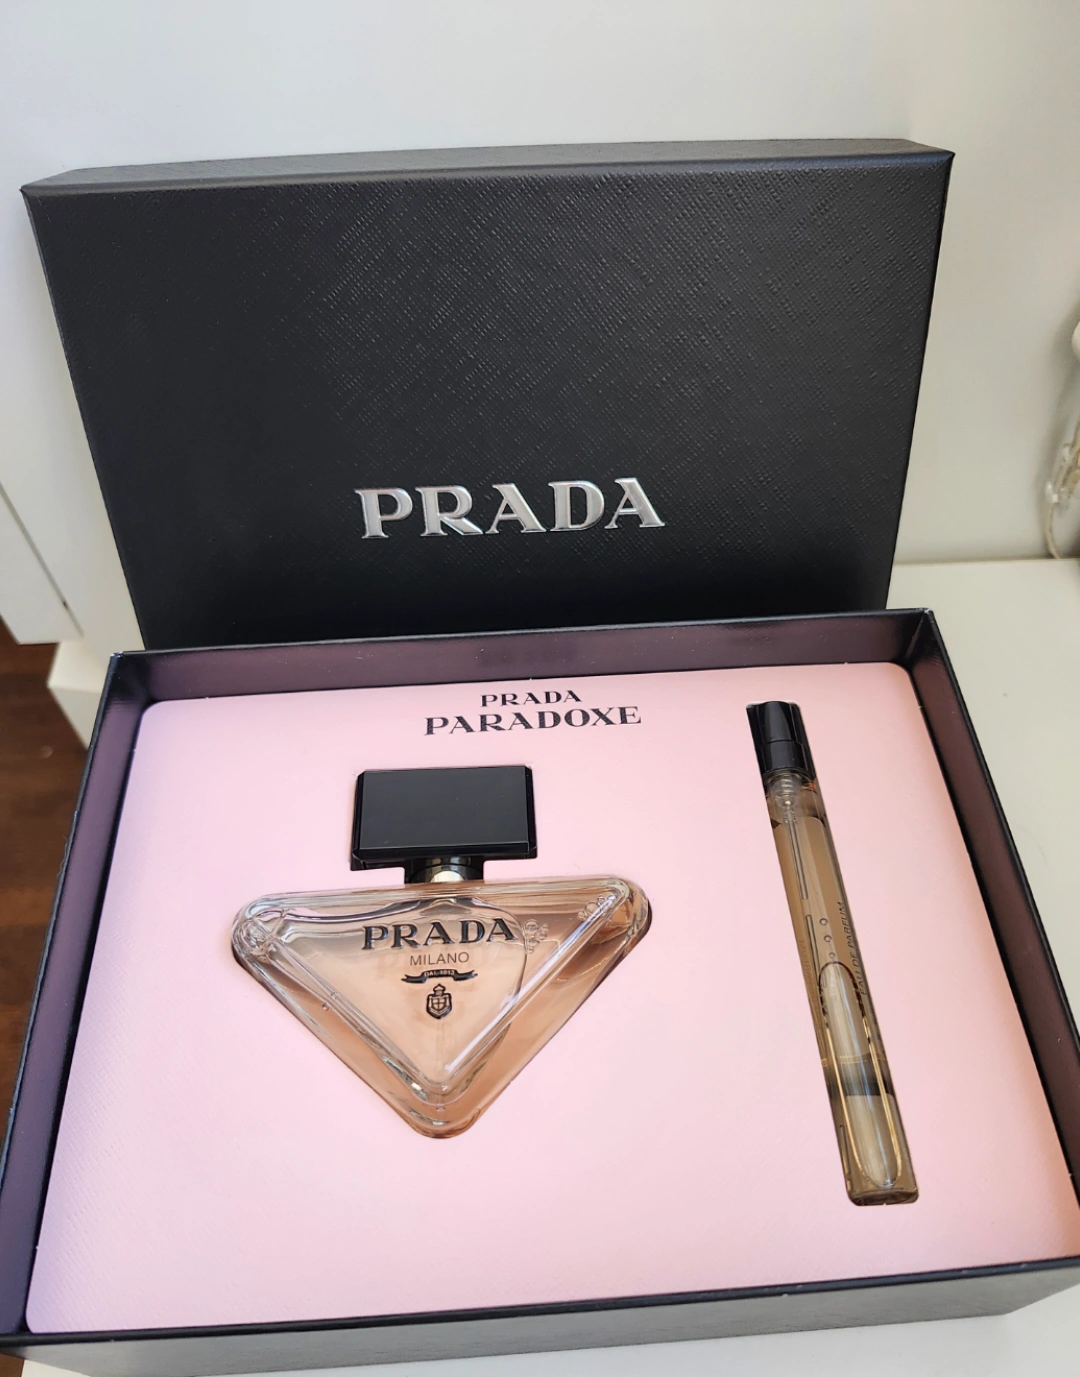 PRADA
PRADA
PARADOXE
PRADA
MILANO
DAL 1913
EAU DE PARFUM